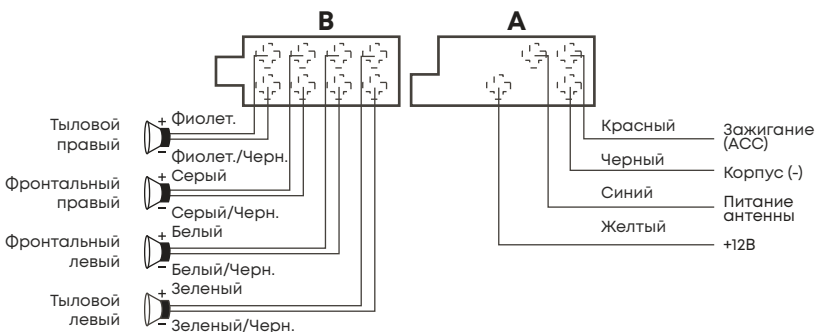 B
A
Тыловой
правый
+ Фиолет.
– Фиолет./Черн.
Фронтальный
правый
+ Серый
– Серый/Черн.
Фронтальный
левый
+ Белый
– Белый/Черн.
Тыловой
левый
+ Зеленый
– Зеленый/Черн.
Красный
Зажигание
(ACC)
Черный
Корпус (-)
Синий
Питание
антенны
Желтый
+12В